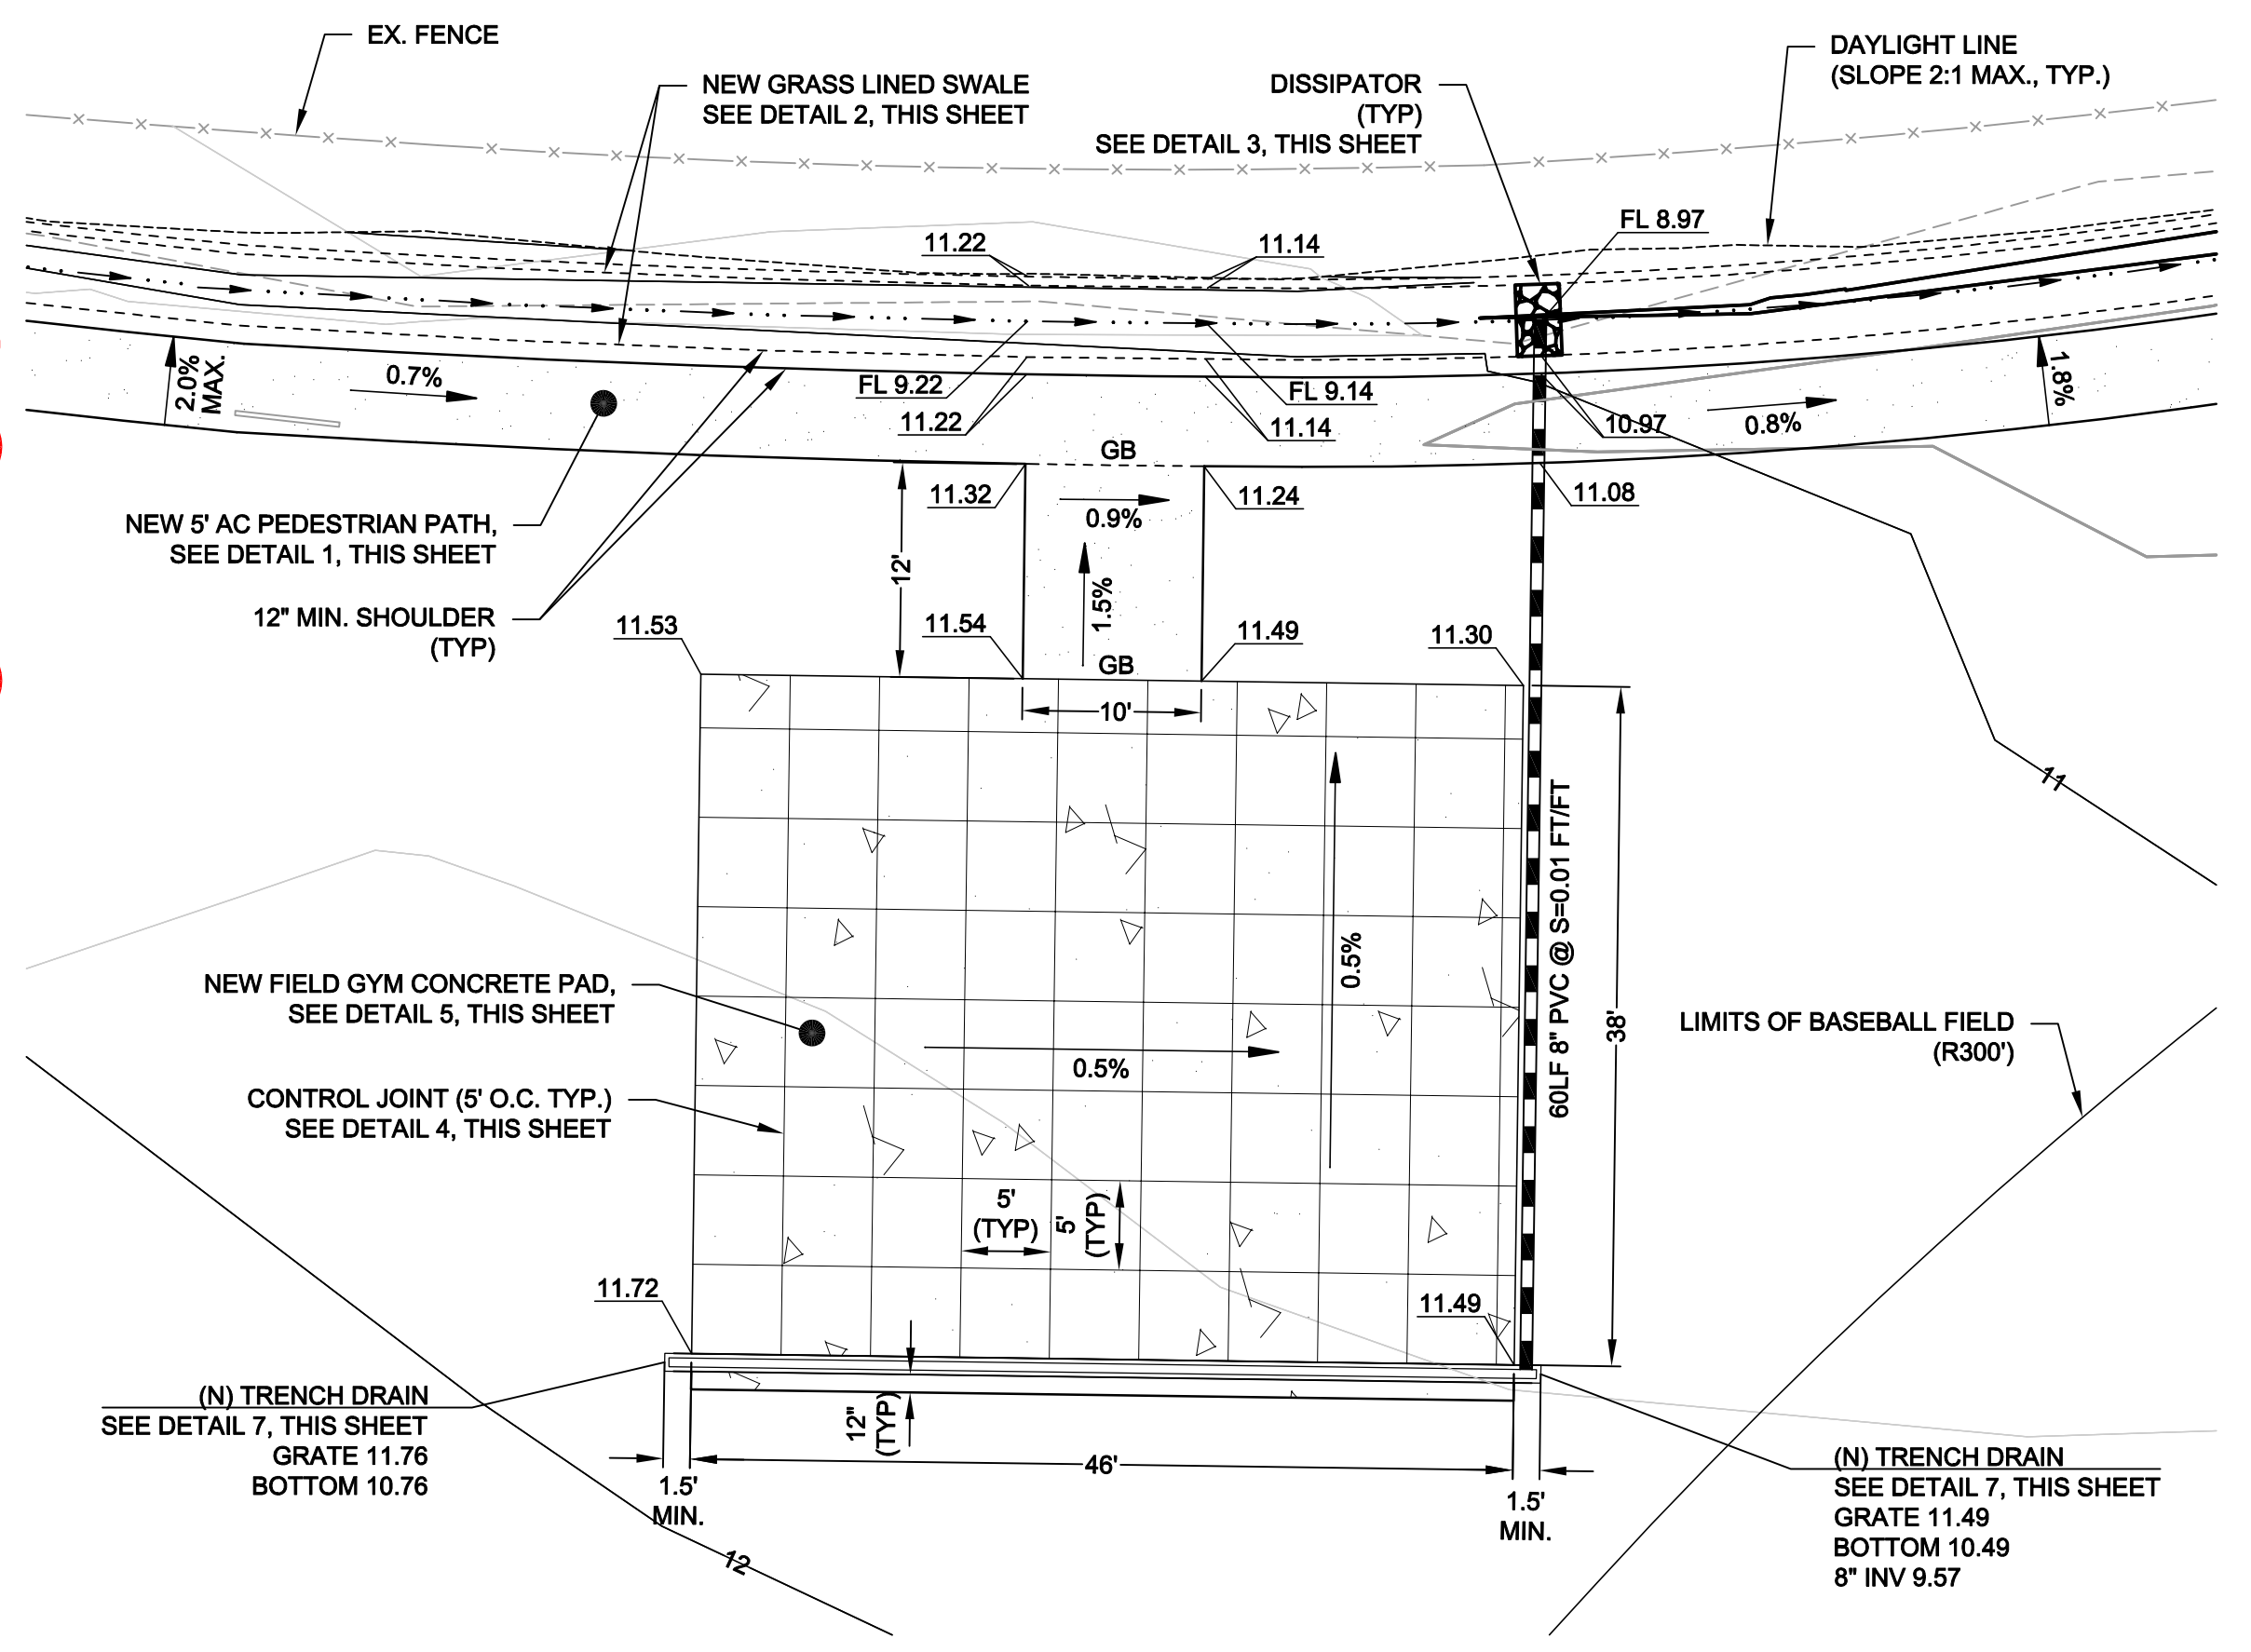 EX. FENCE
NEW GRASS LINED SWALE
SEE DETAIL 2, THIS SHEET
DISSIPATOR
(TYP)
SEE DETAIL 3, THIS SHEET
DAYLIGHT LINE
(SLOPE 2:1 MAX., TYP.)
FL 8.97
11.22
11.14
2.0%
MAX.
0.7%
FL 9.22
FL 9.14
11.22
11.14
10.97
0.8%
1.8%
GB
11.32
11.24
11.08
0.9%
NEW 5' AC PEDESTRIAN PATH,
SEE DETAIL 1, THIS SHEET
12'
1.5%
12" MIN. SHOULDER
(TYP)
11.53
11.54
11.49
11.30
GB
10'
11
60LF 8" PVC @ S=0.01 FT/FT
38'
0.5%
NEW FIELD GYM CONCRETE PAD,
SEE DETAIL 5, THIS SHEET
0.5%
LIMITS OF BASEBALL FIELD
(R300')
CONTROL JOINT (5' O.C. TYP.)
SEE DETAIL 4, THIS SHEET
5'
(TYP)
5'
(TYP)
11.72
11.49
(N) TRENCH DRAIN
SEE DETAIL 7, THIS SHEET
GRATE 11.76
BOTTOM 10.76
12"
(TYP)
46'
1.5'
MIN.
1.5'
MIN.
(N) TRENCH DRAIN
SEE DETAIL 7, THIS SHEET
GRATE 11.49
BOTTOM 10.49
8" INV 9.57
12